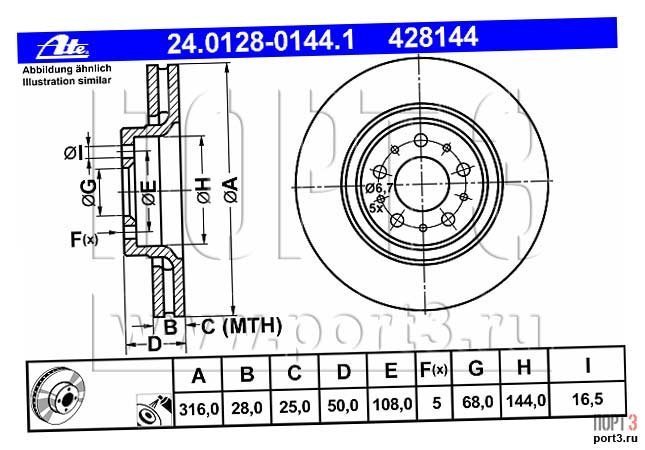 Ate 24.0128-0144.1 428144
Abbildung ähnlich
Illustration similar
ØI
ØG
ØE
ØH
ØA
F(x)
B
C (MTH)
D
Ø6,7
5x
PORT3
www.port3.ru
A B C D E F(x) G H I
316,0 28,0 25,0 50,0 108,0 5 68,0 144,0 16,5
ПОРТ3
port3.ru